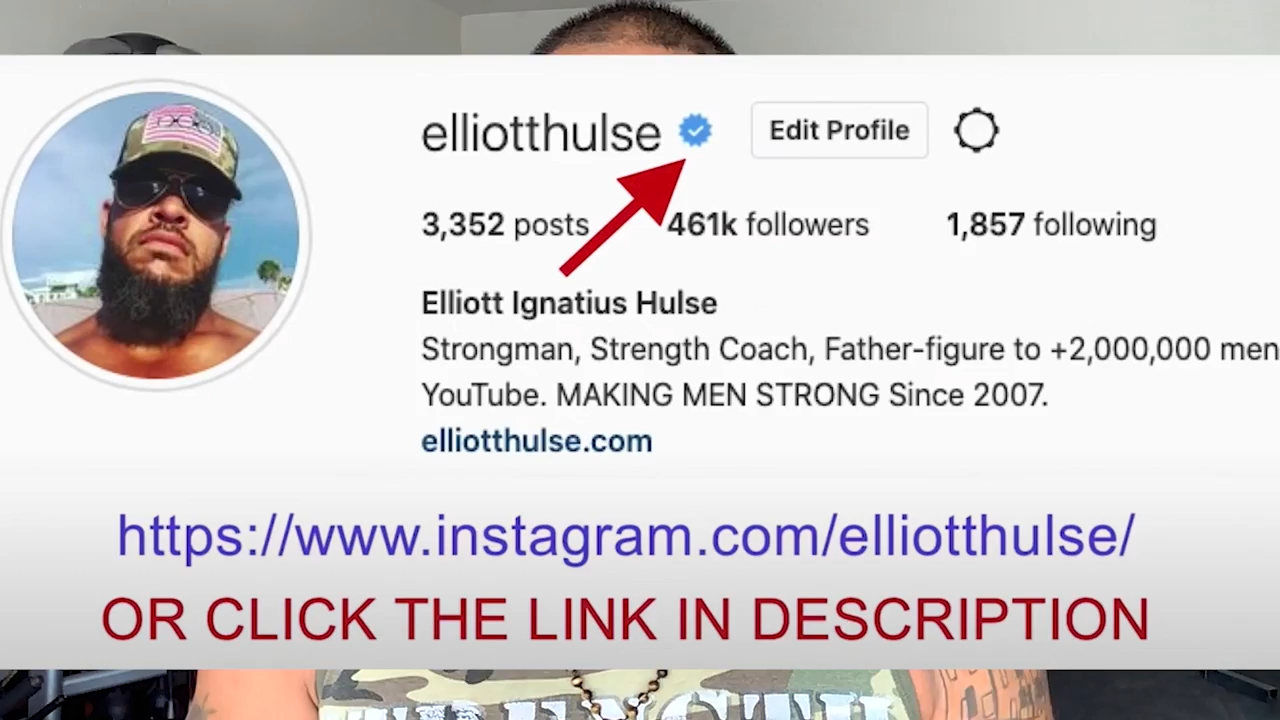 elliotthulse Edit Profile
3,352 posts 461k followers 1,857 following
Elliott Ignatius Hulse
Strongman, Strength Coach, Father-figure to +2,000,000 men
YouTube. MAKING MEN STRONG Since 2007.
elliotthulse.com
https://www.instagram.com/elliotthulse/
OR CLICK THE LINK IN DESCRIPTION